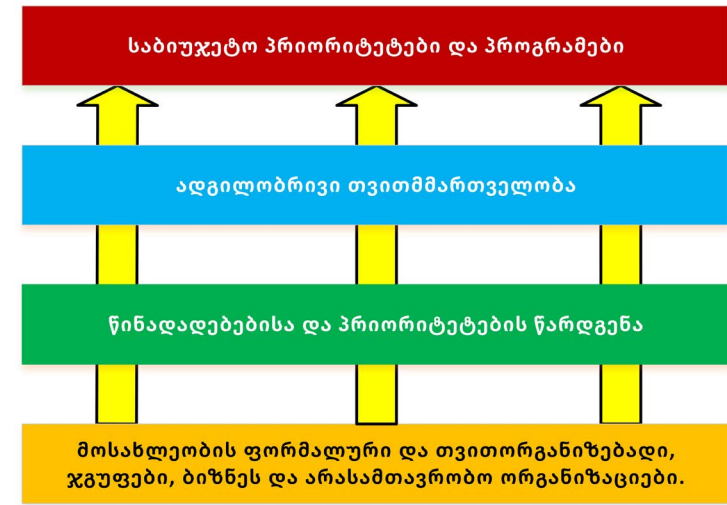 საბიუჯეტო პრიორიტეტები და პროგრამები
ადგილობრივი თვითმმართველობა
წინადადებებისა და პრიორიტეტების წარდგენა
მოსახლეობის ფორმალური და თვითორგანიზებადი,
ჯგუფები, ბიზნეს და არასამთავრობო ორგანიზაციები.